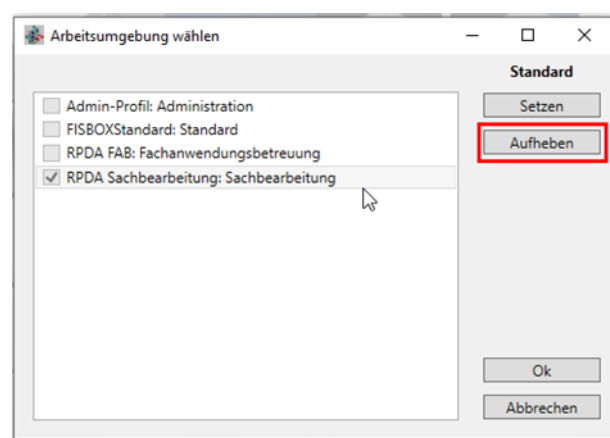 Arbeitsumgebung wählen
Standard
Admin-Profil: Administration
FISBOXStandard: Standard
RPDA FAB: Fachanwendungsbetreuung
RPDA Sachbearbeitung: Sachbearbeitung
Setzen
Aufheben
Ok
Abbrechen